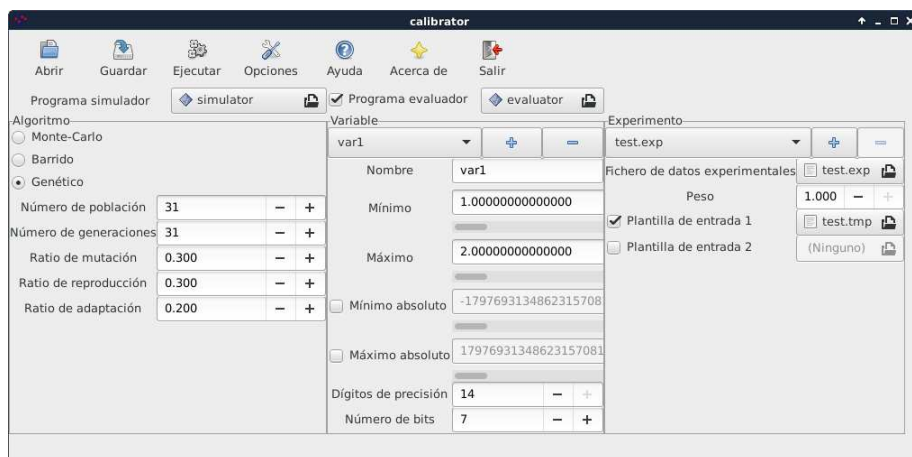 calibrator
Abrir Guardar Ejecutar Opciones Ayuda Acerca de Salir
Programa simulador simulator Programa evaluador evaluator
Algoritmo
Monte-Carlo
Barrido
Genético
Número de población 31
Número de generaciones 31
Ratio de mutación 0.300
Ratio de reproducción 0.300
Ratio de adaptación 0.200
Variable
var1
Nombre var1
Mínimo 1.00000000000000
Máximo 2.00000000000000
Mínimo absoluto -1797693134862315708
Máximo absoluto 17976931348623157081
Dígitos de precisión 14
Número de bits 7
Experimento
test.exp
Fichero de datos experimentales test.exp
Peso 1.000
Plantilla de entrada 1 test.tmp
Plantilla de entrada 2 (Ninguno)